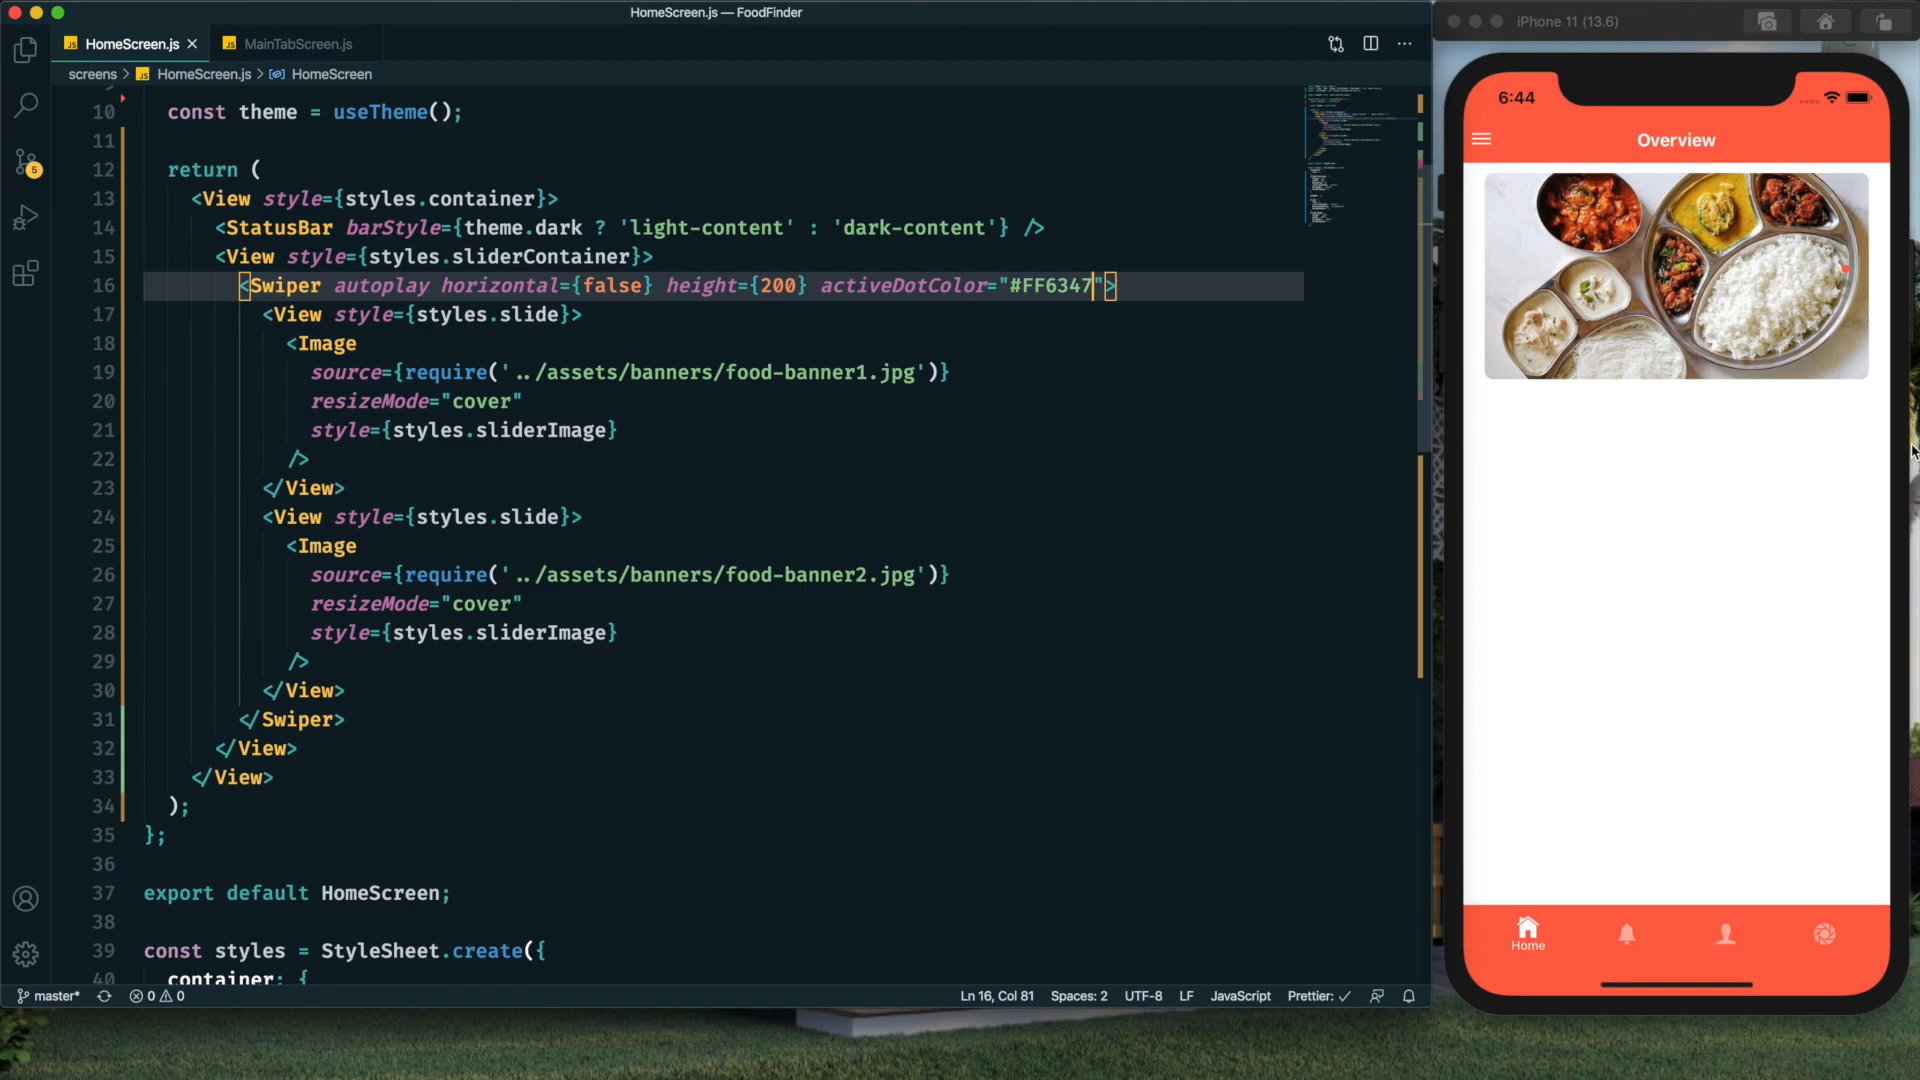 HomeScreen.js — FoodFinder
iPhone 11 (13.6)
JS HomeScreen.js
JS MainTabScreen.js
screens > JS HomeScreen.js > HomeScreen
10 const theme = useTheme();
11
12 return (
13 <View style={styles.container}>
14 <StatusBar barStyle={theme.dark ? 'light-content' : 'dark-content'} />
15 <View style={styles.sliderContainer}>
16 <Swiper autoplay horizontal={false} height={200} activeDotColor="#FF6347">
17 <View style={styles.slide}>
18 <Image
19 source={require('../assets/banners/food-banner1.jpg')}
20 resizeMode="cover"
21 style={styles.sliderImage}
22 />
23 </View>
24 <View style={styles.slide}>
25 <Image
26 source={require('../assets/banners/food-banner2.jpg')}
27 resizeMode="cover"
28 style={styles.sliderImage}
29 />
30 </View>
31 </Swiper>
32 </View>
33 </View>
34 );
35 };
36
37 export default HomeScreen;
38
39 const styles = StyleSheet.create({
40 container: {
5
master* 0 0
Ln 16, Col 81 Spaces: 2 UTF-8 LF JavaScript Prettier: ✓
6:44
Overview
Home